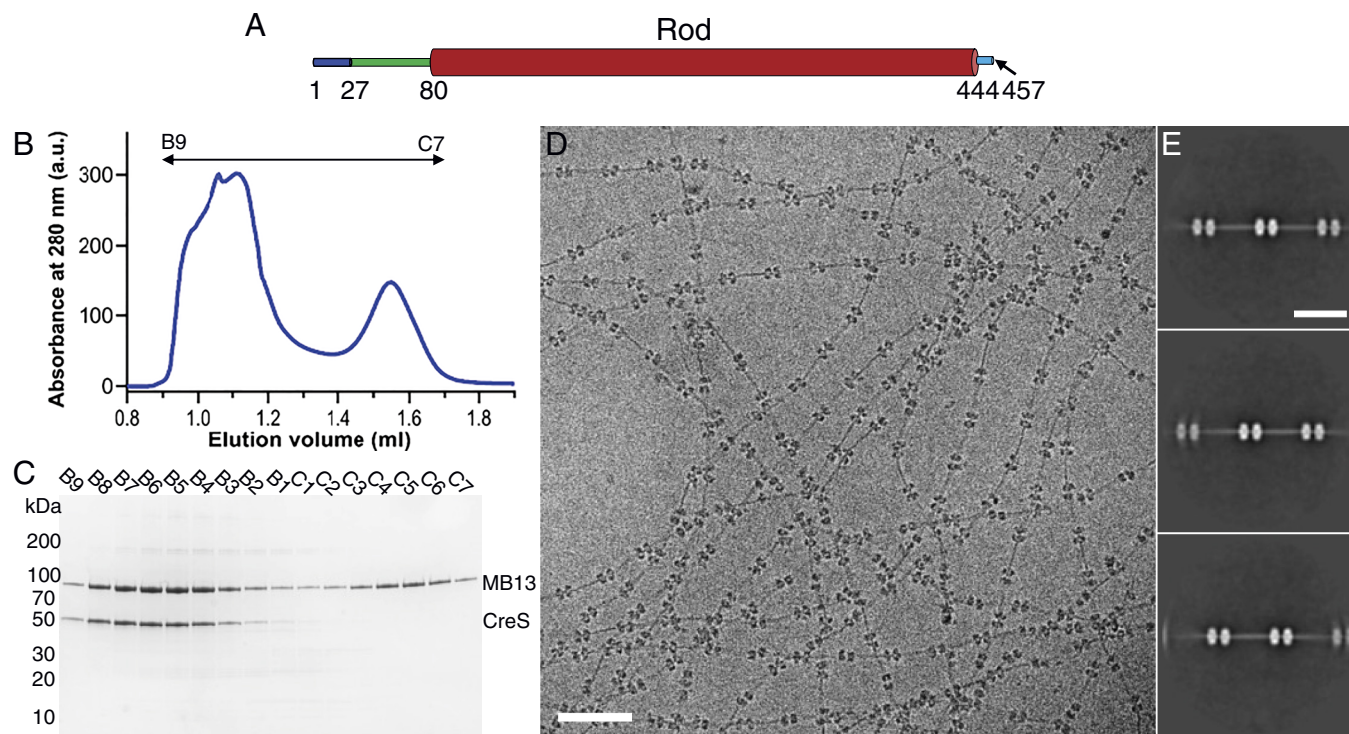 A
Rod
1 27 80 444 457
B
B9 C7
Absorbance at 280 nm (a.u.)
300
200
100
0
0.8 1.0 1.2 1.4 1.6 1.8
Elution volume (ml)
C
B9 B8 B7 B6 B5 B4 B3 B2 B1 C1 C2 C3 C4 C5 C6 C7
kDa
200
100
70
50
30
20
10
MB13
CreS
D
E